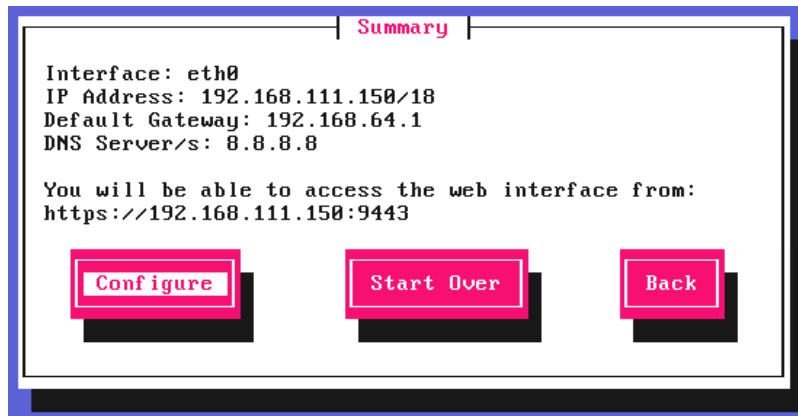 Summary
Interface: eth0
IP Address: 192.168.111.150/18
Default Gateway: 192.168.64.1
DNS Server/s: 8.8.8.8
You will be able to access the web interface from:
https://192.168.111.150:9443
Configure Start Over Back